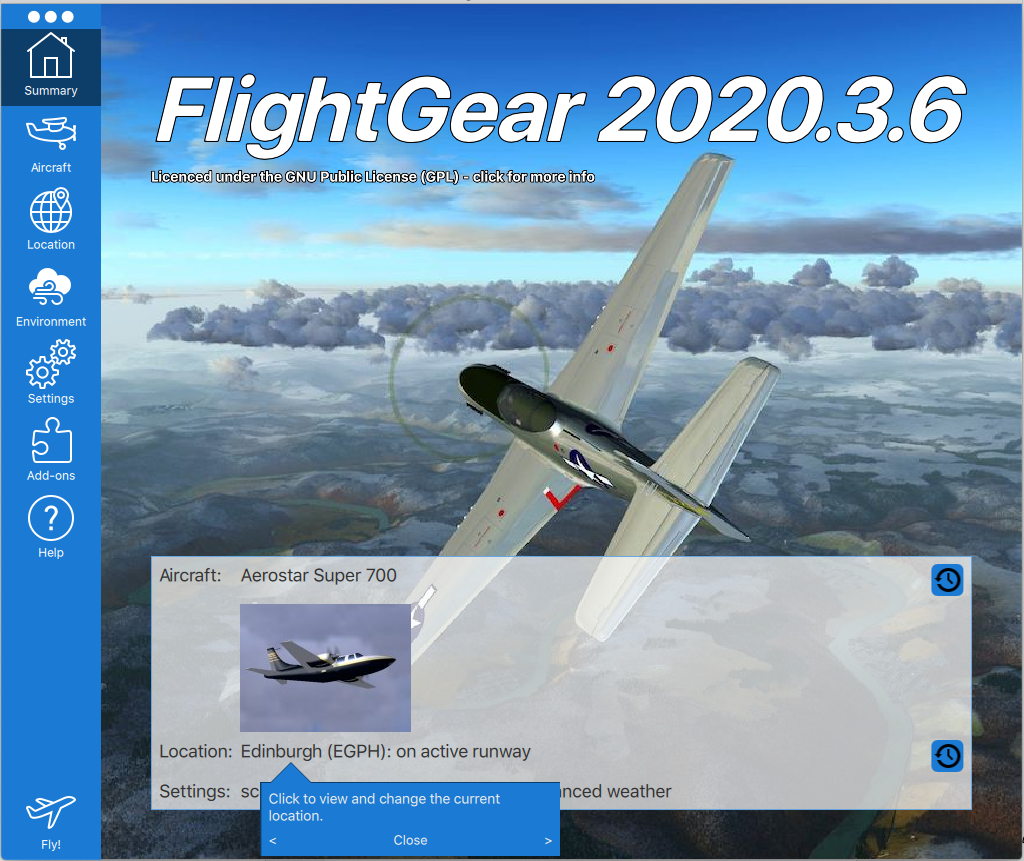 FlightGear 2020.3.6
Licenced under the GNU Public License (GPL) - click for more info
Summary
Aircraft
Location
Environment
Settings
Add-ons
?
Help
Fly!
Aircraft: Aerostar Super 700
Location: Edinburgh (EGPH): on active runway
Settings: sc nced weather
Click to view and change the current
location.
< Close >